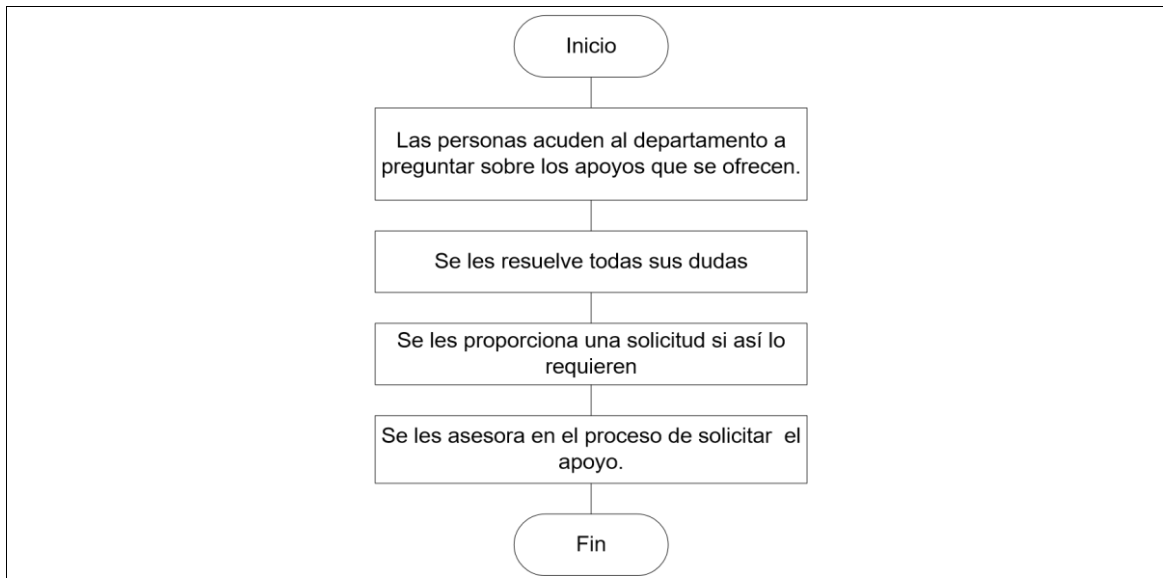 Inicio
Las personas acuden al departamento a
preguntar sobre los apoyos que se ofrecen.
Se les resuelve todas sus dudas
Se les proporciona una solicitud si así lo
requieren
Se les asesora en el proceso de solicitar  el
apoyo.
Fin